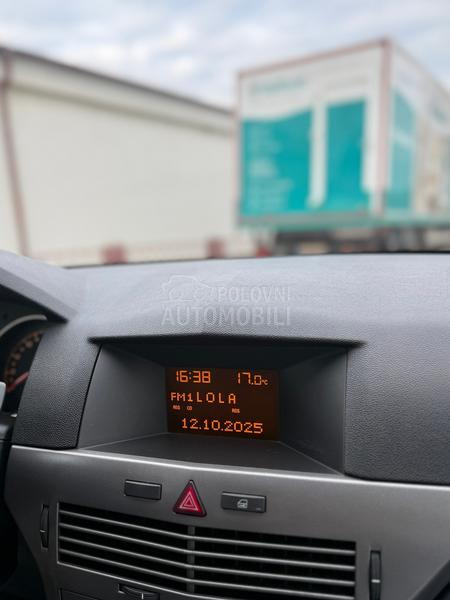 POLOVNI
AUTOMOBILI
16:38 17.0°C
FM1 LOLA
12.10.2025